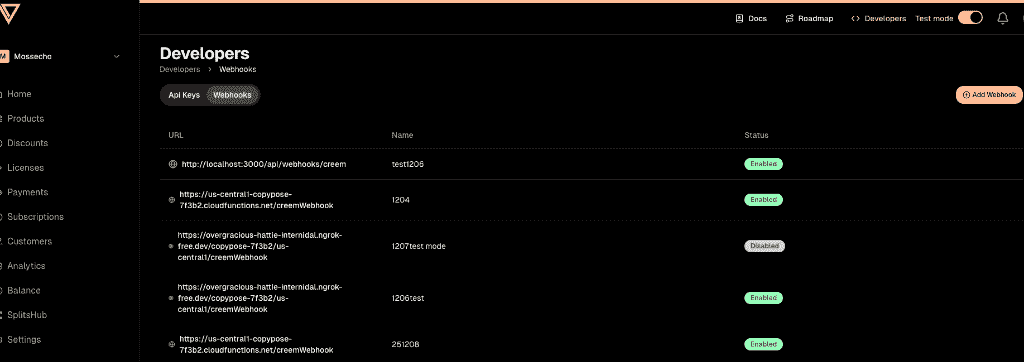 Docs
Roadmap
Developers
Test mode
M
Mossecho
Home
Products
Discounts
Licenses
Payments
Subscriptions
Customers
Analytics
Balance
SplitsHub
Settings
Developers
Developers > Webhooks
Api Keys
Webhooks
Add Webhook
URL
Name
Status
http://localhost:3000/api/webhooks/creem
test1205
Enabled
https://us-central1-copypose-
7f3b2.cloudfunctions.net/creemWebhook
1204
Enabled
https://overgracious-hattie-internidal.ngrok-
free.dev/copypose-7f3b2/us-
central1/creemWebhook
1207test mode
Disabled
https://overgracious-hattie-internidal.ngrok-
free.dev/copypose-7f3b2/us-
central1/creemWebhook
1206test
Enabled
https://us-central1-copypose-
7f3b2.cloudfunctions.net/creemWebhook
251208
Enabled